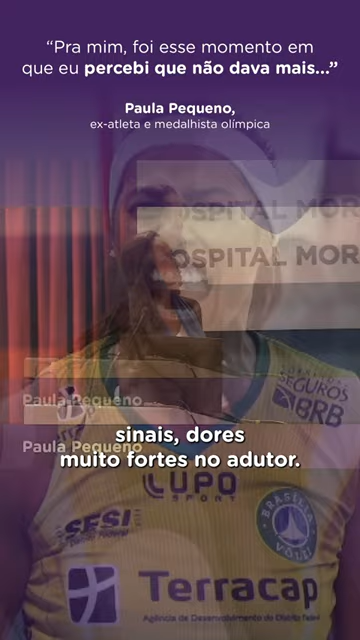 “Pra mim, foi esse momento em
que eu percebi que não dava mais...”
Paula Pequeno,
ex-atleta e medalhista olímpica
OSPITAL MOR
HOSPITAL MOR
SEGUROS
BRB
Paula Pequeno
Paula Pequeno
sinais, dores
muito fortes no adutor.
LUPO
SPORT
BRASÍLIA
VÔLEI
SESI
Terracap
Agência de Desenvolvimento do Distrito Federal